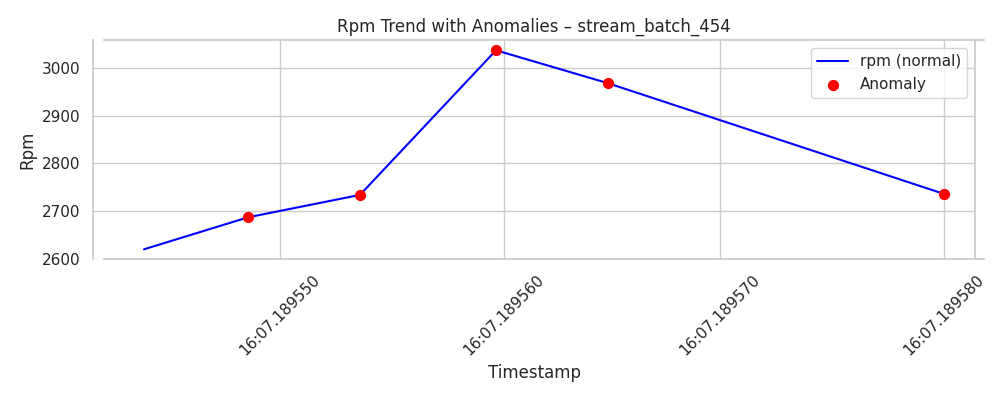 Rpm Trend with Anomalies – stream_batch_454
rpm (normal)
Anomaly
Rpm
3000
2900
2800
2700
2600
16:07.189550
16:07.189560
16:07.189570
16:07.189580
Timestamp